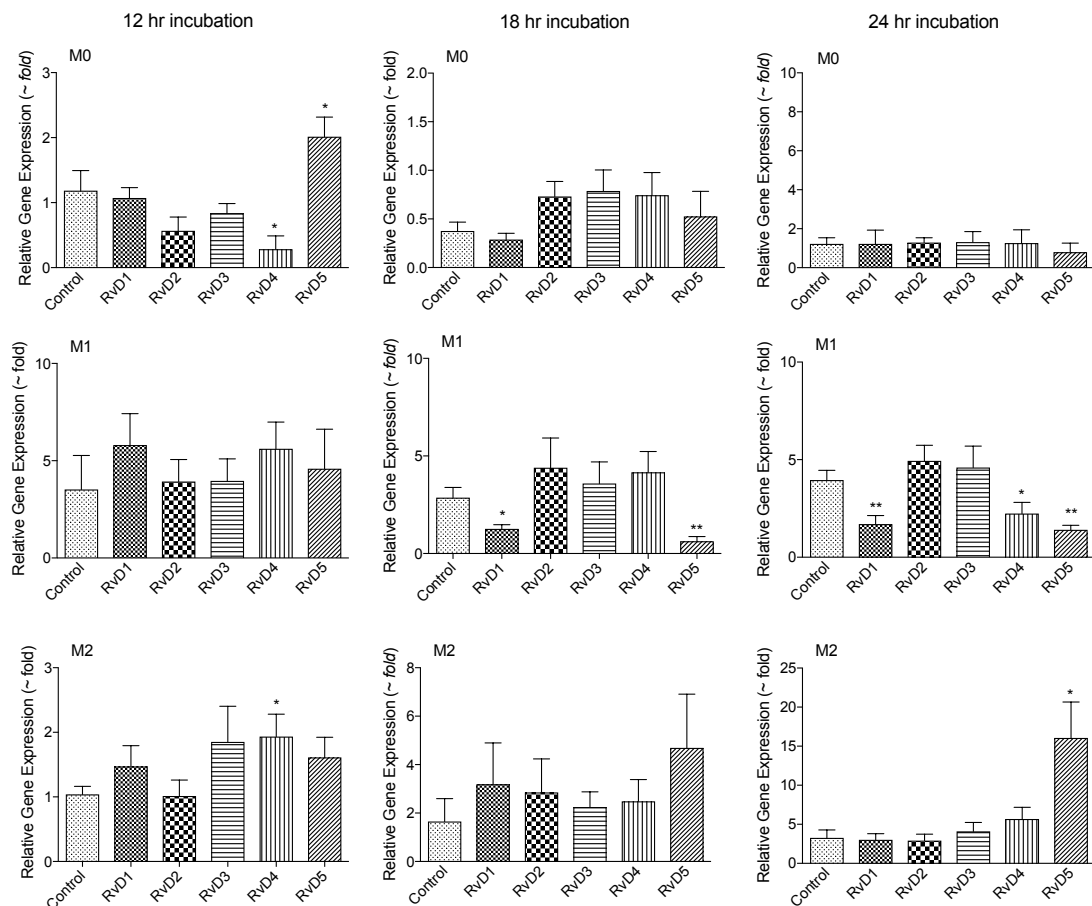 12 hr incubation
18 hr incubation
24 hr incubation
M0
Relative Gene Expression (~ fold)
3
2
1
0
Control
RvD1
RvD2
RvD3
RvD4
RvD5
*
*
M0
Relative Gene Expression (~ fold)
2.0
1.5
1.0
0.5
0.0
Control
RvD1
RvD2
RvD3
RvD4
RvD5
M0
Relative Gene Expression (~ fold)
10
8
6
4
2
0
Control
RvD1
RvD2
RvD3
RvD4
RvD5
M1
Relative Gene Expression (~ fold)
10
5
0
Control
RvD1
RvD2
RvD3
RvD4
RvD5
M1
Relative Gene Expression (~ fold)
10
5
0
*
**
Control
RvD1
RvD2
RvD3
RvD4
RvD5
M1
Relative Gene Expression (~ fold)
10
5
0
**
*
**
Control
RvD1
RvD2
RvD3
RvD4
RvD5
M2
Relative Gene Expression (~ fold)
3
2
1
0
*
Control
RvD1
RvD2
RvD3
RvD4
RvD5
M2
Relative Gene Expression (~ fold)
8
6
4
2
0
Control
RvD1
RvD2
RvD3
RvD4
RvD5
M2
Relative Gene Expression (~ fold)
25
20
15
10
5
0
*
Control
RvD1
RvD2
RvD3
RvD4
RvD5